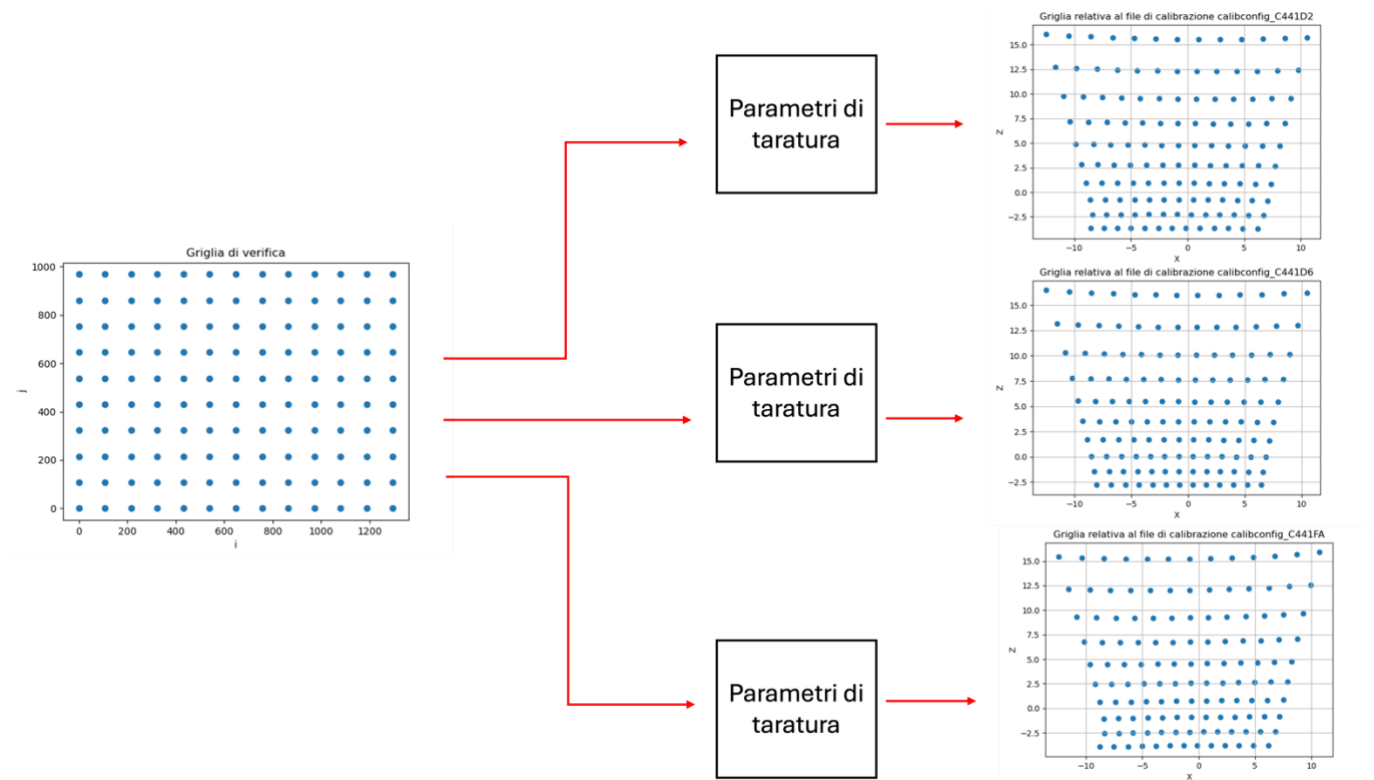 Griglia di verifica
1000
800
600
400
200
0
j
0 200 400 600 800 1000 1200
i
Parametri di
taratura
Parametri di
taratura
Parametri di
taratura
Griglia relativa al file di calibrazione calibconfig_C441D2
15.0
12.5
10.0
7.5
5.0
2.5
0.0
−2.5
Z
−10 −5 0 5 10
X
Griglia relativa al file di calibrazione calibconfig_C441D6
15.0
12.5
10.0
7.5
5.0
2.5
0.0
−2.5
Z
−10 −5 0 5 10
X
Griglia relativa al file di calibrazione calibconfig_C441FA
15.0
12.5
10.0
7.5
5.0
2.5
0.0
−2.5
Z
−10 −5 0 5 10
X